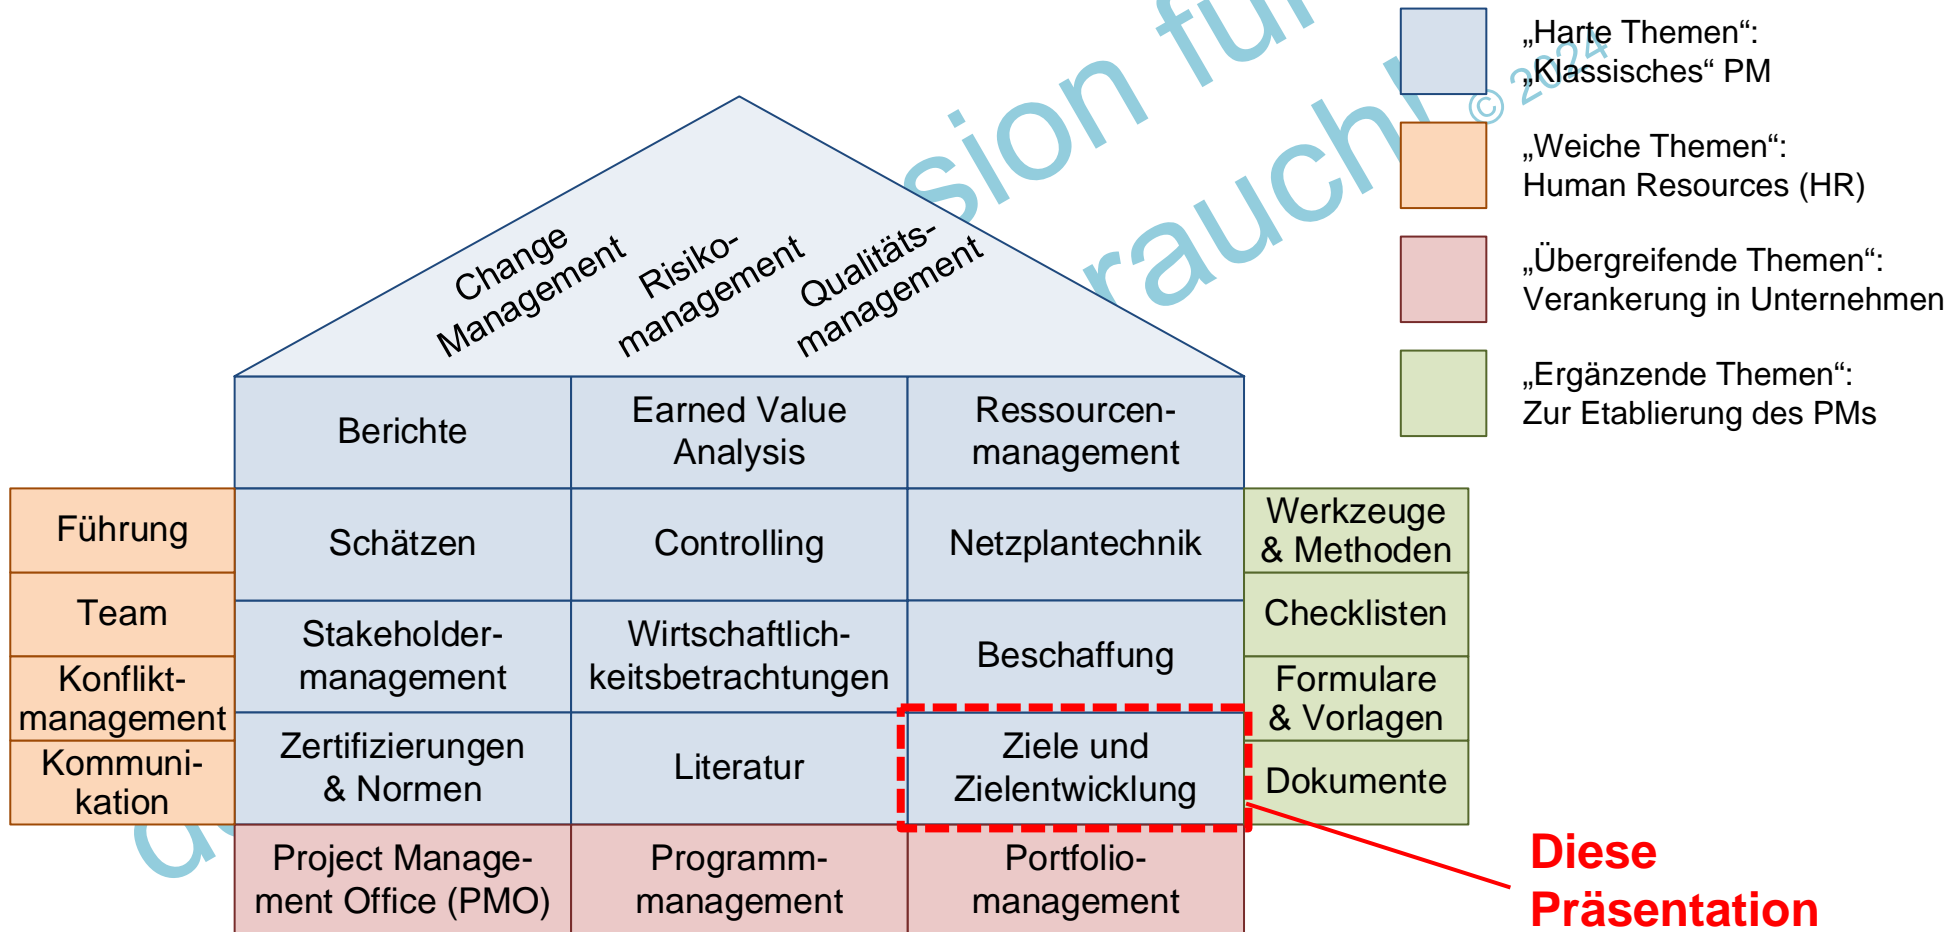 „Harte Themen“:
„Klassisches“ PM
„Weiche Themen“:
Human Resources (HR)
„Übergreifende Themen“:
Verankerung in Unternehmen
„Ergänzende Themen“:
Zur Etablierung des PMs
© 2024
Change
Management
Risiko-
management
Qualitäts-
management
Berichte
Earned Value
Analysis
Ressourcen-
management
Führung
Team
Konflikt-
management
Kommuni-
kation
Schätzen
Controlling
Netzplantechnik
Stakeholder-
management
Wirtschaftlich-
keitsbetrachtungen
Beschaffung
Zertifizierungen
& Normen
Literatur
Ziele und
Zielentwicklung
Werkzeuge
& Methoden
Checklisten
Formulare
& Vorlagen
Dokumente
Project Manage-
ment Office (PMO)
Programm-
management
Portfolio-
management
Diese
Präsentation